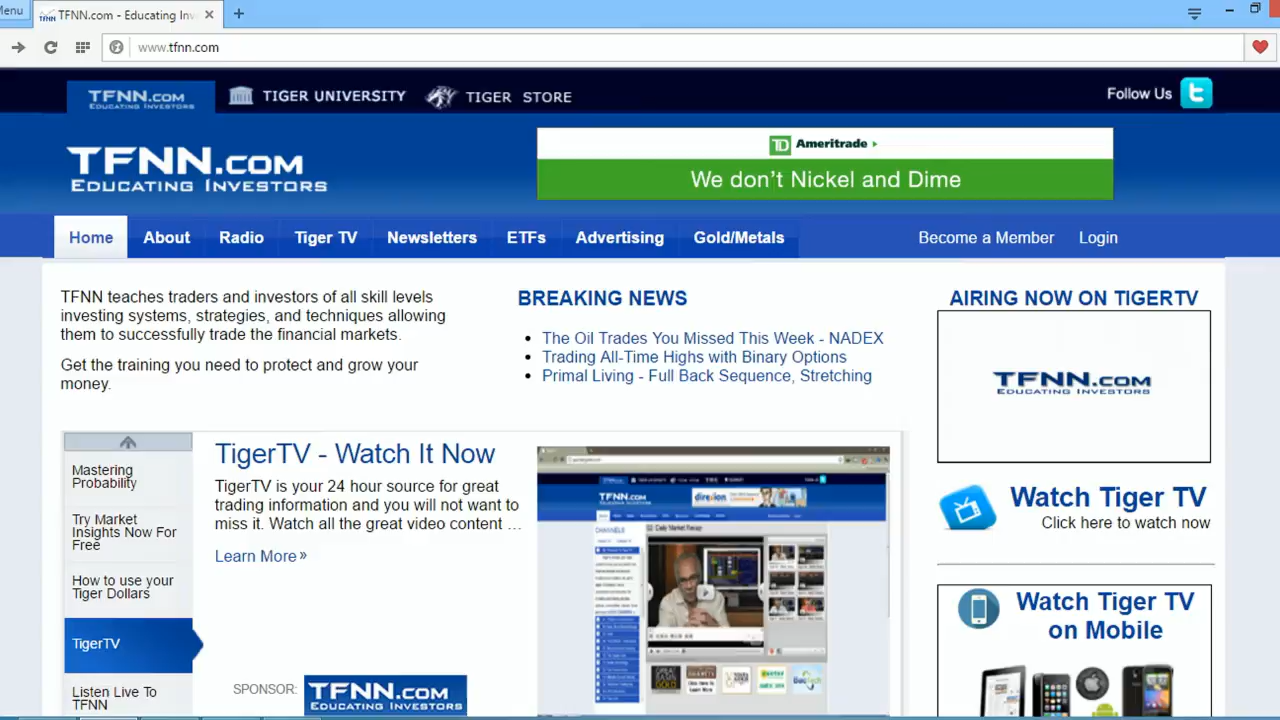 Menu
TFNN.com - Educating Inv
www.tfnn.com
TFNN.COM
EDUCATING INVESTORS
TIGER UNIVERSITY
TIGER STORE
Follow Us
TFNN.COM
EDUCATING INVESTORS
TD Ameritrade
We don't Nickel and Dime
Home
About
Radio
Tiger TV
Newsletters
ETFs
Advertising
Gold/Metals
Become a Member
Login
TFNN teaches traders and investors of all skill levels
investing systems, strategies, and techniques allowing
them to successfully trade the financial markets.
Get the training you need to protect and grow your
money.
BREAKING NEWS
The Oil Trades You Missed This Week - NADEX
Trading All-Time Highs with Binary Options
Primal Living - Full Back Sequence, Stretching
AIRING NOW ON TIGERTV
TFNN.COM
EDUCATING INVESTORS
Watch Tiger TV
Click here to watch now
Watch Tiger TV
on Mobile
Mastering
Probability
Try Market
Insights Now For
Free
How to use your
Tiger Dollars
TigerTV
Listen Live To
TFNN
TigerTV - Watch It Now
TigerTV is your 24 hour source for great
trading information and you will not want to
miss it. Watch all the great video content ...
Learn More »
SPONSOR:
TFNN.COM
EDUCATING INVESTORS
TFNN.COM
direxion
CHANNELS